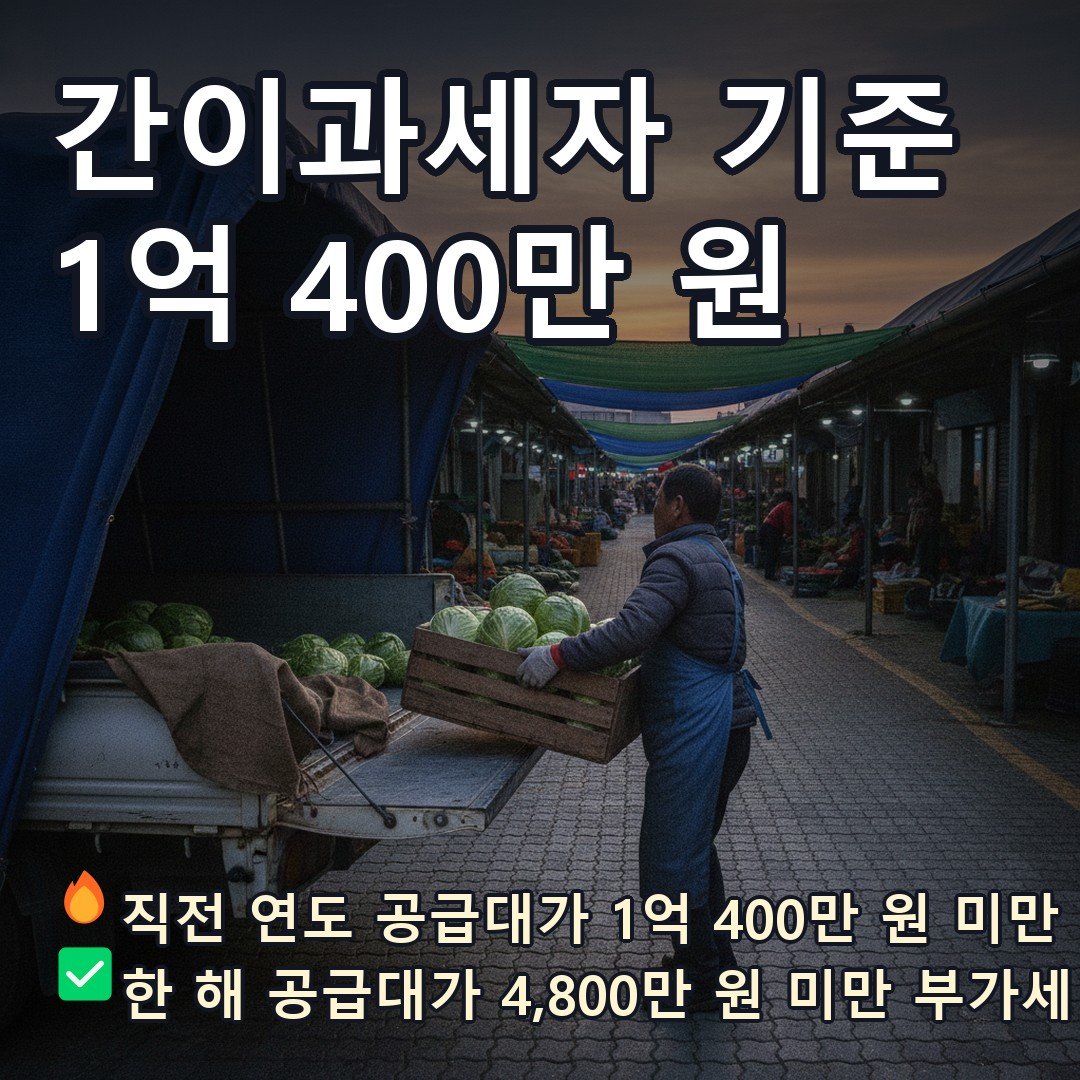 간이과세자 기준
1억 400만 원
직전 연도 공급대가 1억 400만 원 미만
한 해 공급대가 4,800만 원 미만 부가세